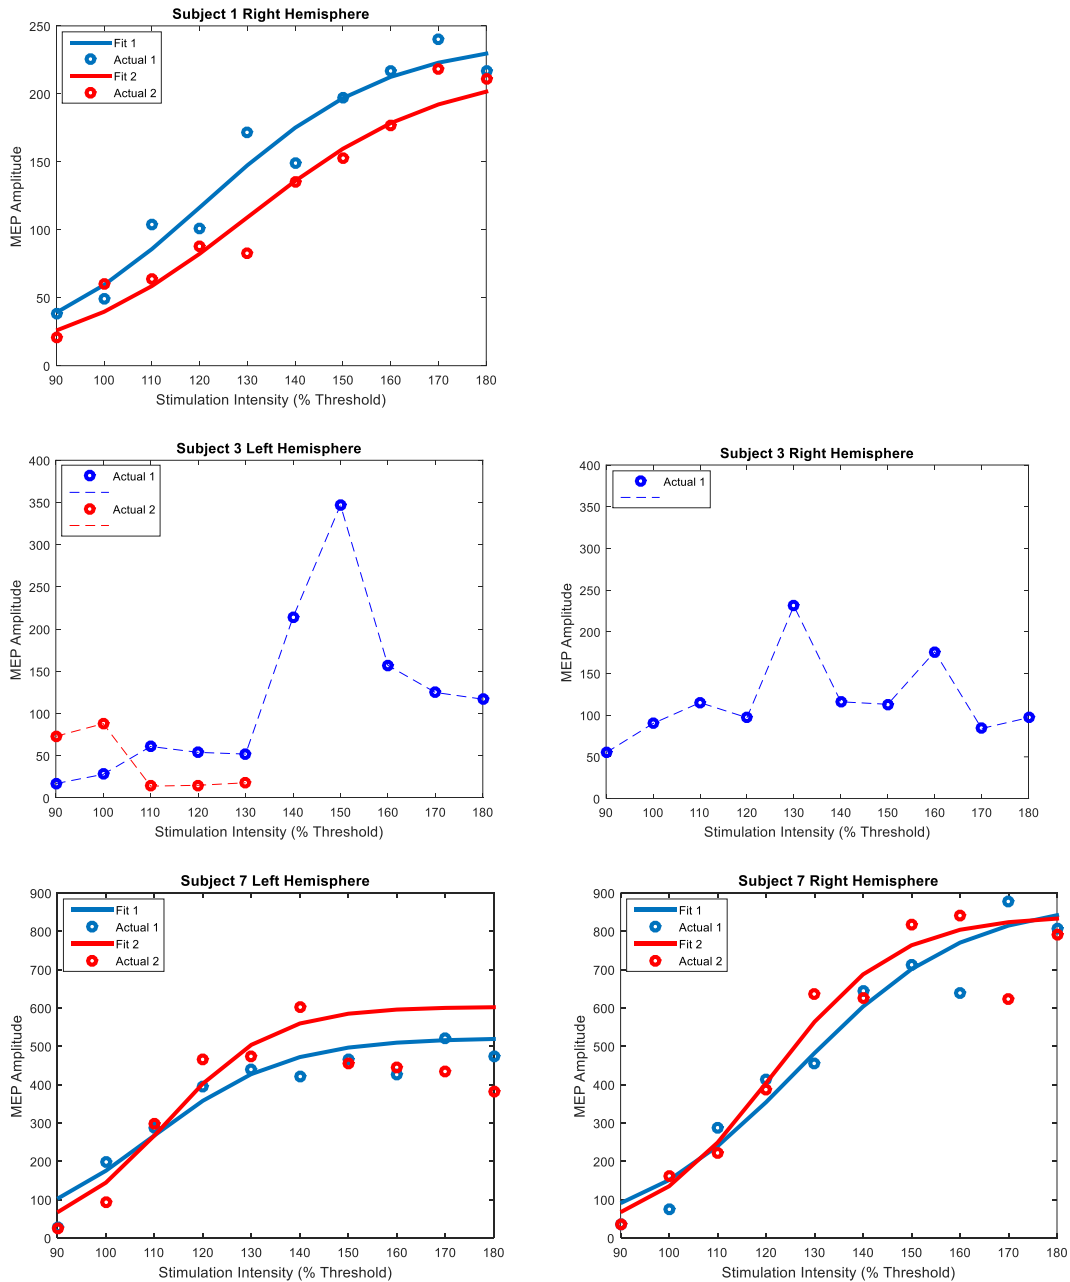 Subject 1 Right Hemisphere
Fit 1
Actual 1
Fit 2
Actual 2
MEP Amplitude
250
200
150
100
50
0
90 100 110 120 130 140 150 160 170 180
Stimulation Intensity (% Threshold)
Subject 3 Left Hemisphere
Actual 1
Actual 2
MEP Amplitude
400
350
300
250
200
150
100
50
0
90 100 110 120 130 140 150 160 170 180
Stimulation Intensity (% Threshold)
Subject 3 Right Hemisphere
Actual 1
MEP Amplitude
400
350
300
250
200
150
100
50
0
90 100 110 120 130 140 150 160 170 180
Stimulation Intensity (% Threshold)
Subject 7 Left Hemisphere
Fit 1
Actual 1
Fit 2
Actual 2
MEP Amplitude
900
800
700
600
500
400
300
200
100
0
90 100 110 120 130 140 150 160 170 180
Stimulation Intensity (% Threshold)
Subject 7 Right Hemisphere
Fit 1
Actual 1
Fit 2
Actual 2
MEP Amplitude
900
800
700
600
500
400
300
200
100
0
90 100 110 120 130 140 150 160 170 180
Stimulation Intensity (% Threshold)